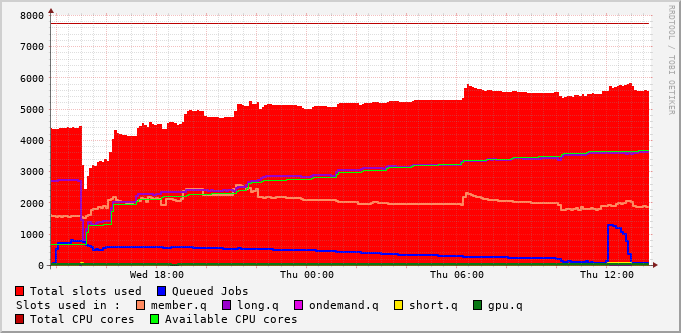 8000
7000
6000
5000
4000
3000
2000
1000
0
Wed 18:00 Thu 00:00 Thu 06:00 Thu 12:00
RRDTOOL / TOBI OETIKER
Total slots used Queued Jobs
Slots used in : member.q long.q ondemand.q short.q gpu.q
Total CPU cores Available CPU cores